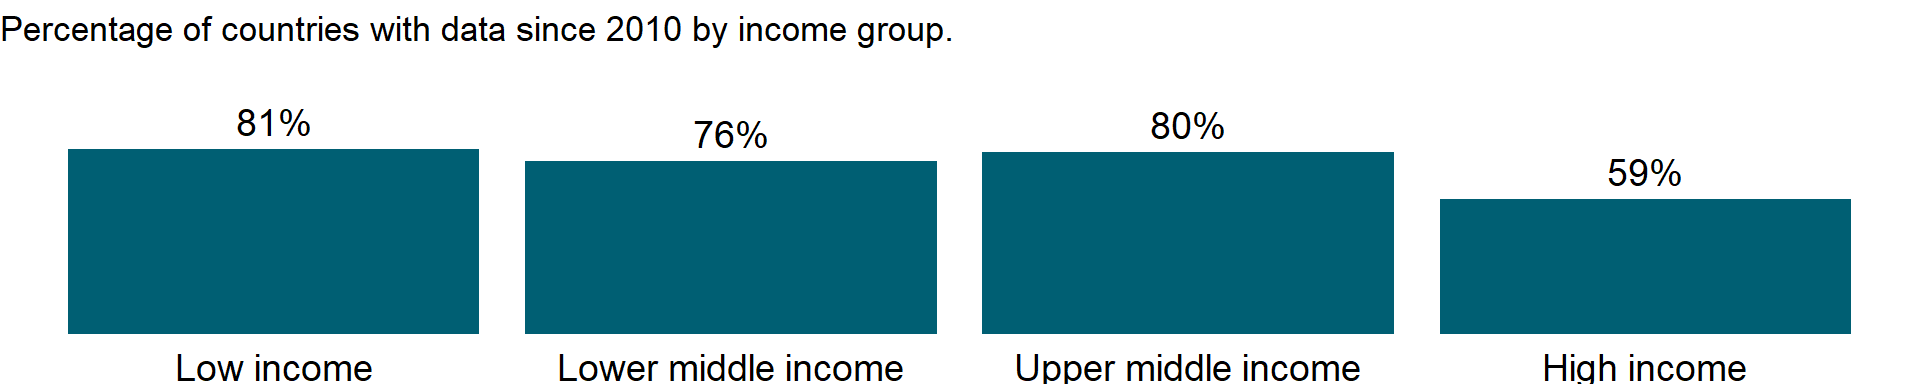 Percentage of countries with data since 2010 by income group.
81%
76%
80%
59%
Low income
Lower middle income
Upper middle income
High income